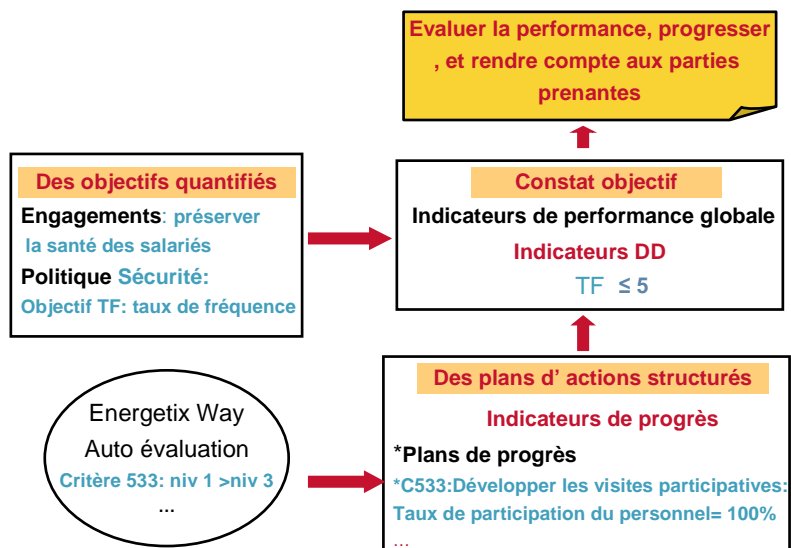 Evaluer la performance, progresser
, et rendre compte aux parties
prenantes
Des objectifs quantifiés
Engagements: préserver
la santé des salariés
Politique Sécurité:
Objectif TF: taux de fréquence
Constat objectif
Indicateurs de performance globale
Indicateurs DD
TF ≤ 5
Energetix Way
Auto évaluation
Critère 533: niv 1 >niv 3
...
Des plans d' actions structurés
Indicateurs de progrès
*Plans de progrès
*C533:Développer les visites participatives:
Taux de participation du personnel= 100%
...